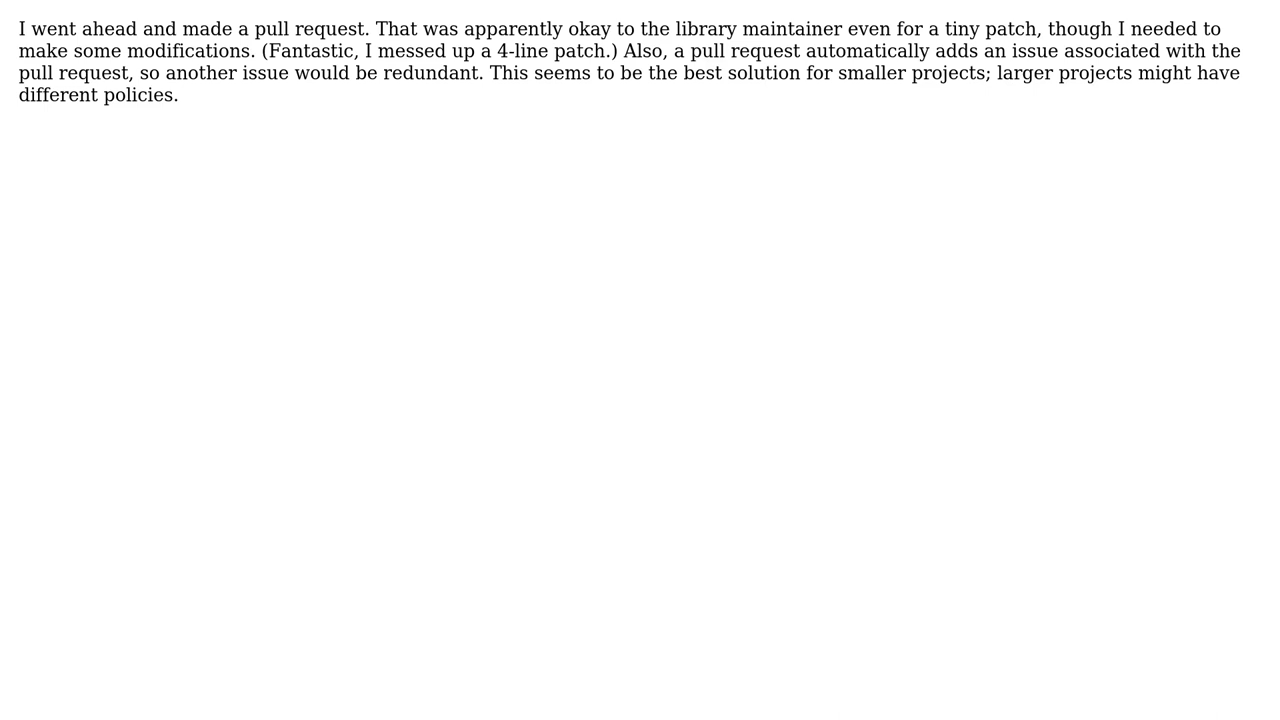 I went ahead and made a pull request. That was apparently okay to the library maintainer even for a tiny patch, though I needed to
make some modifications. (Fantastic, I messed up a 4-line patch.) Also, a pull request automatically adds an issue associated with the
pull request, so another issue would be redundant. This seems to be the best solution for smaller projects; larger projects might have
different policies.